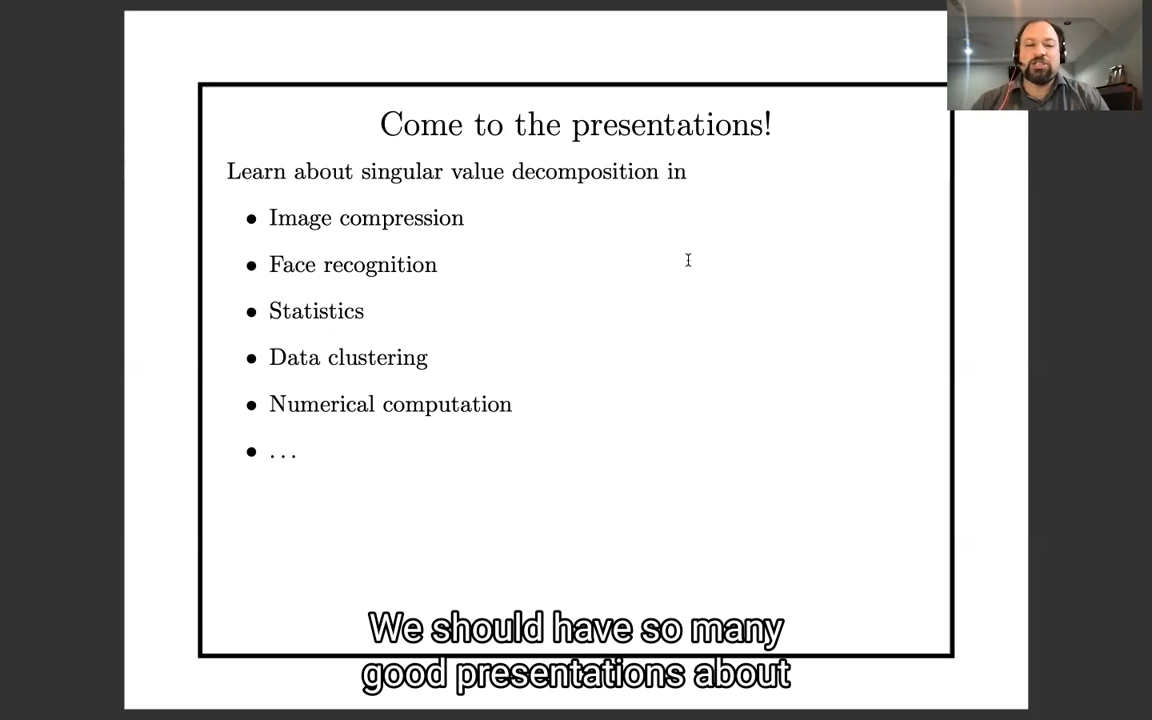 Come to the presentations!
Learn about singular value decomposition in
• Image compression
• Face recognition
• Statistics
• Data clustering
• Numerical computation
• . . .
We should have so many
good presentations about